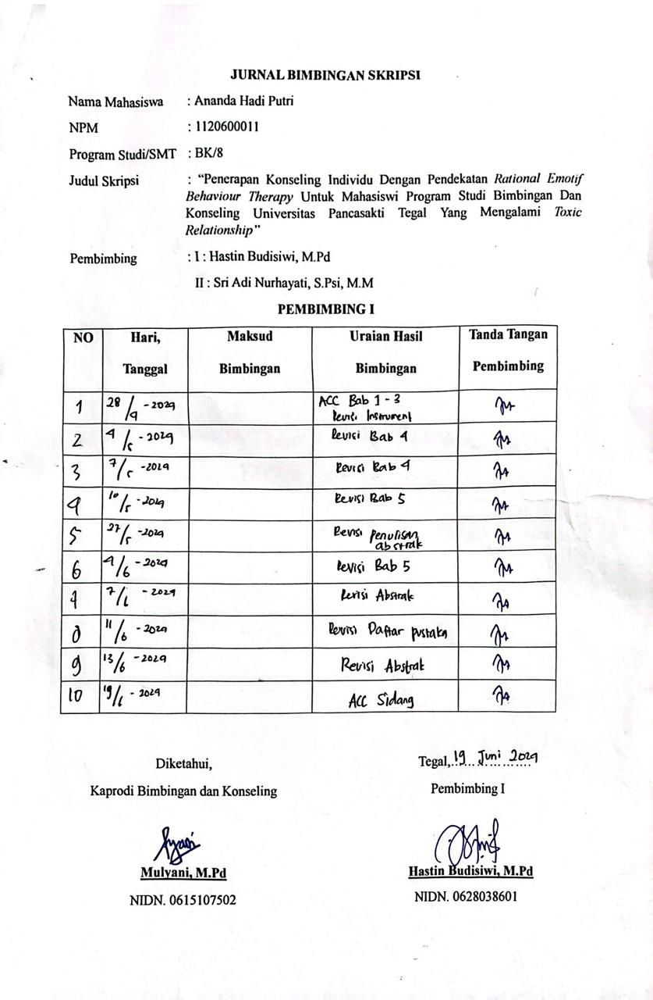 JURNAL BIMBINGAN SKRIPSI
Nama Mahasiswa : Ananda Hadi Putri
NPM : 1120600011
Program Studi/SMT : BK/8
Judul Skripsi : “Penerapan Konseling Individu Dengan Pendekatan Rational Emotif
Behaviour Therapy Untuk Mahasiswi Program Studi Bimbingan Dan
Konseling Universitas Pancasakti Tegal Yang Mengalami Toxic
Relationship”
Pembimbing : I : Hastin Budisiwi, M.Pd
II : Sri Adi Nurhayati, S.Psi, M.M
PEMBIMBING I
NO Hari, Tanggal Maksud Bimbingan Uraian Hasil Bimbingan Tanda Tangan Pembimbing
1 28/4 -2024 ACC Bab 1 - 3
Revisi Instrument
2 4/5 -2024 Revisi Bab 4
3 7/5 -2024 Revisi Bab 4
4 10/5 -2024 Revisi Bab 5
5 27/5 -2024 Revisi penulisan
abstrak
6 4/6 -2024 Revisi Bab 5
7 7/6 -2024 Revisi Abstrak
8 11/6 -2024 Revisi Daftar pustaka
9 13/6 -2024 Revisi Abstrak
10 19/6 -2024 ACC Sidang
Tegal, 19 Juni 2024
Diketahui,
Kaprodi Bimbingan dan Konseling
Pembimbing I
Mulyani, M.Pd
Hastin Budisiwi, M.Pd
NIDN. 0615107502
NIDN. 0628038601